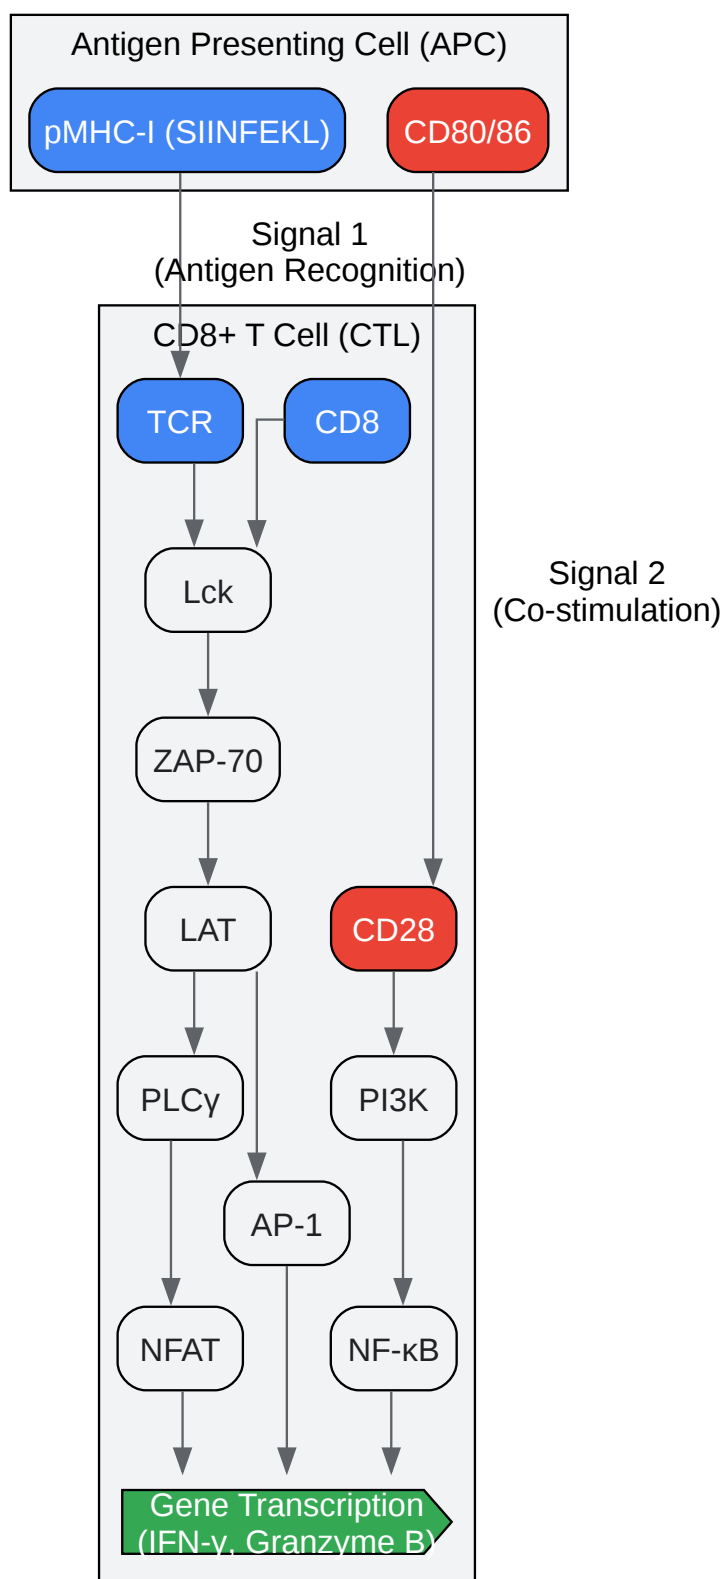 Antigen Presenting Cell (APC)
pMHC-I (SIINFEKL)
CD80/86
Signal 1
(Antigen Recognition)
CD8+ T Cell (CTL)
TCR
CD8
Lck
Signal 2
(Co-stimulation)
ZAP-70
LAT
CD28
PLCγ
PI3K
AP-1
NFAT
NF-κB
Gene Transcription
(IFN-γ, Granzyme B)